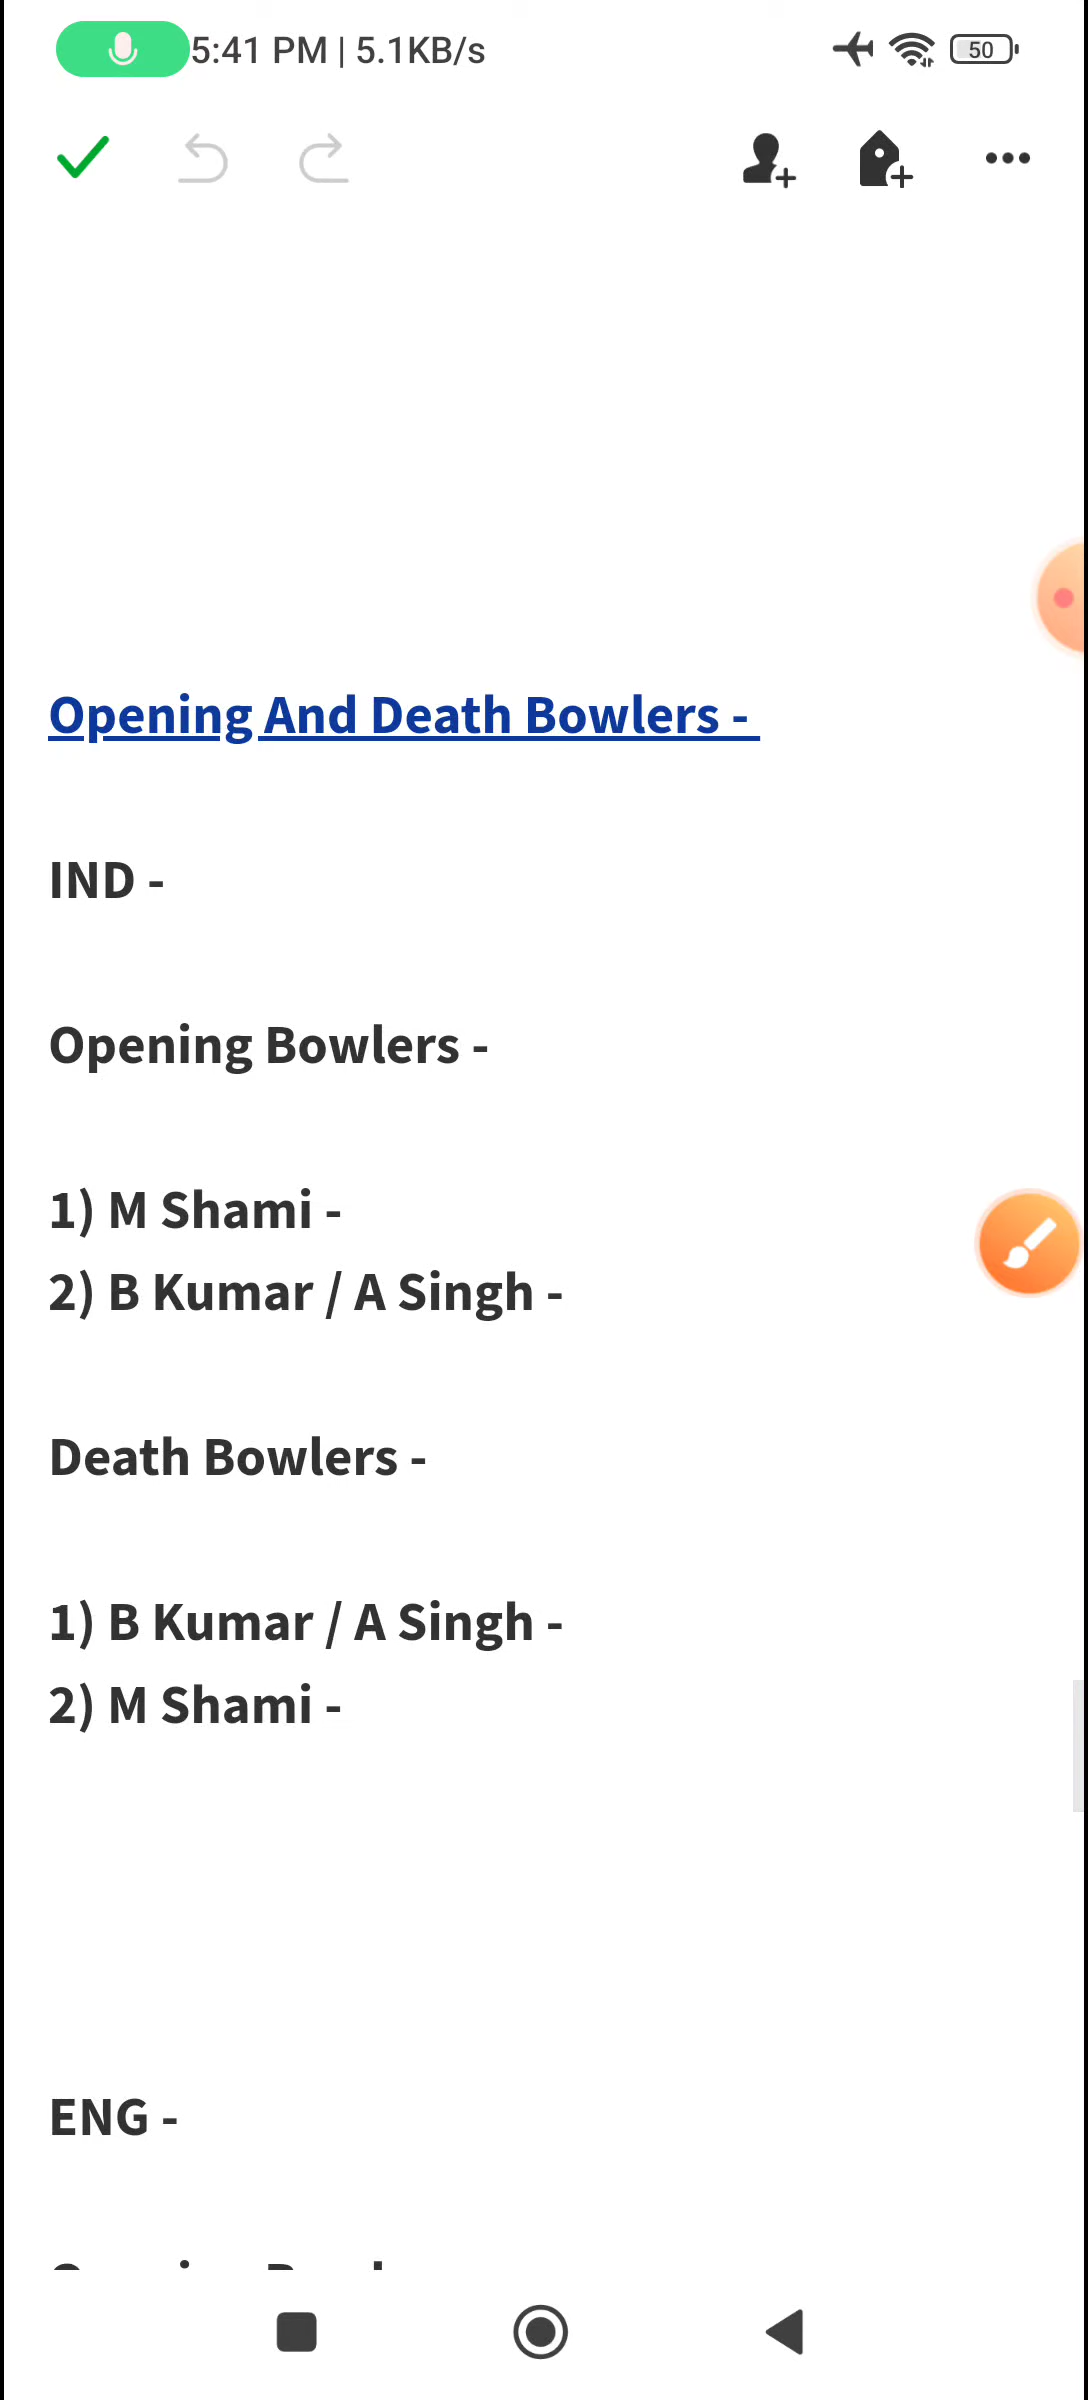 5:41 PM | 5.1KB/s
50
Opening And Death Bowlers -
IND -
Opening Bowlers -
1) M Shami -
2) B Kumar / A Singh -
Death Bowlers -
1) B Kumar / A Singh -
2) M Shami -
ENG -